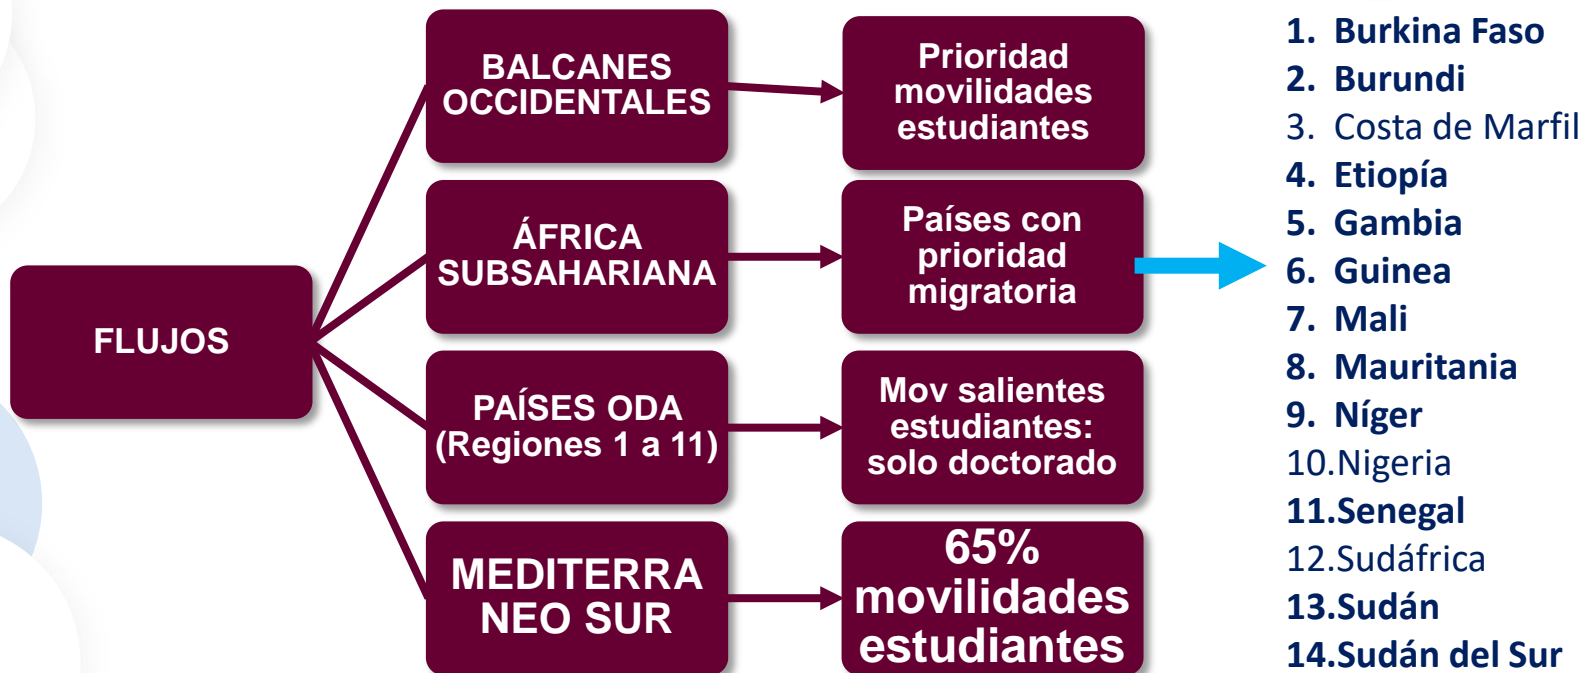 FLUJOS
BALCANES
OCCIDENTALES
Prioridad
movilidades
estudiantes
ÁFRICA
SUBSAHARIANA
Países con
prioridad
migratoria
PAÍSES ODA
(Regiones 1 a 11)
Mov salientes
estudiantes:
solo doctorado
MEDITERRA
NEO SUR
65%
movilidades
estudiantes
1. Burkina Faso
2. Burundi
3. Costa de Marfil
4. Etiopía
5. Gambia
6. Guinea
7. Mali
8. Mauritania
9. Níger
10.Nigeria
11.Senegal
12.Sudáfrica
13.Sudán
14.Sudán del Sur